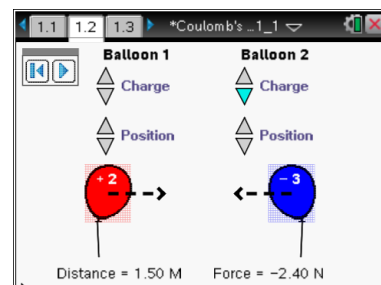 1.1 1.2 1.3 *Coulomb's ...1_1
Balloon 1 Balloon 2
Charge Charge
Position Position
+2 -3
Distance = 1.50 M Force = -2.40 N